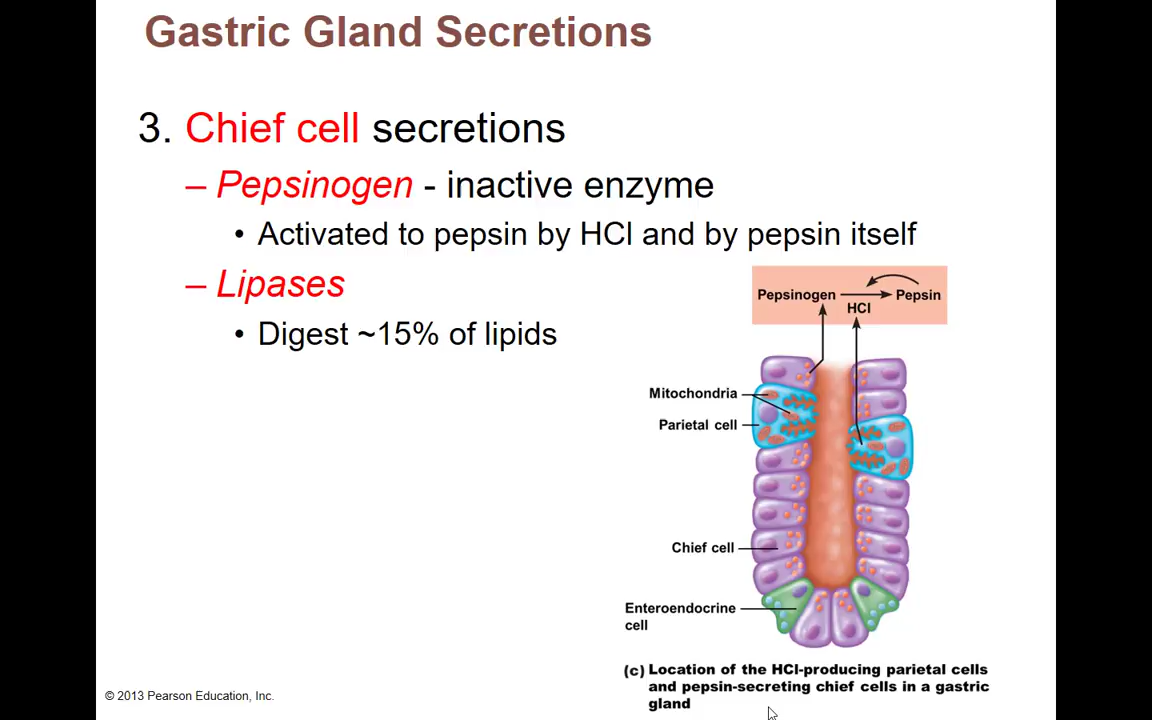 Gastric Gland Secretions
3. Chief cell secretions
– Pepsinogen - inactive enzyme
• Activated to pepsin by HCl and by pepsin itself
– Lipases
• Digest ~15% of lipids
Pepsinogen
Pepsin
HCl
Mitochondria
Parietal cell
Chief cell
Enteroendocrine
cell
(c) Location of the HCl-producing parietal cells
and pepsin-secreting chief cells in a gastric
gland
© 2013 Pearson Education, Inc.